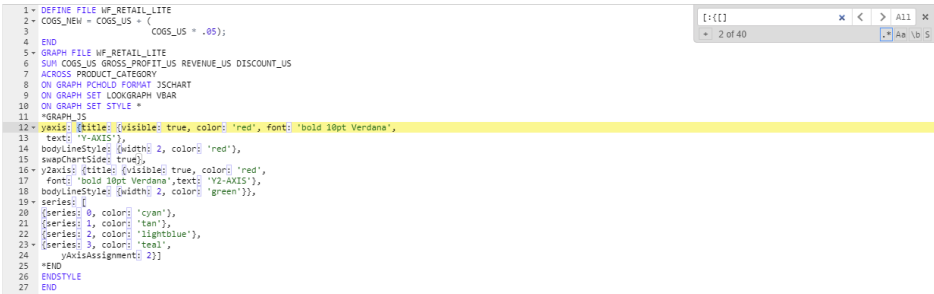 [:{[]
All
2 of 40
.* Aa \b S
1 DEFINE FILE WF_RETAIL_LITE
2 COGS_NEW = COGS_US + (
3 COGS_US * .05);
4 END
5 GRAPH FILE WF_RETAIL_LITE
6 SUM COGS_US GROSS_PROFIT_US REVENUE_US DISCOUNT_US
7 ACROSS PRODUCT_CATEGORY
8 ON GRAPH PCHOLD FORMAT JSCHART
9 ON GRAPH SET LOOKGRAPH VBAR
10 ON GRAPH SET STYLE *
11 *GRAPH_JS
12 yaxis: {title: {visible: true, color: 'red', font: 'bold 10pt Verdana',
13 text: 'Y-AXIS'},
14 bodyLineStyle: {width: 2, color: 'red'},
15 swapChartSide: true},
16 y2axis: {title: {visible: true, color: 'red',
17 font: 'bold 10pt Verdana',text: 'Y2-AXIS'},
18 bodyLineStyle: {width: 2, color: 'green'}},
19 series: [
20 {series: 0, color: 'cyan'},
21 {series: 1, color: 'tan'},
22 {series: 2, color: 'lightblue'},
23 {series: 3, color: 'teal',
24 yAxisAssignment: 2}]
25 *END
26 ENDSTYLE
27 END